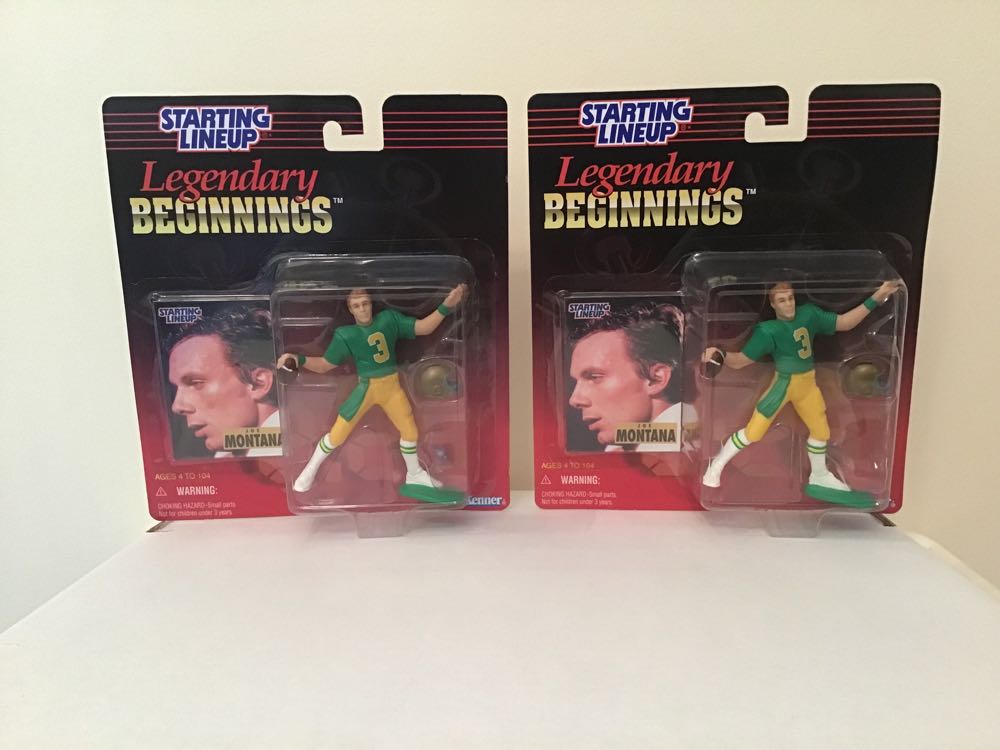 STARTING
LINEUP
Legendary
BEGINNINGS™
STARTING
LINEUP
3
JOE
MONTANA
AGES 4 TO 104
⚠ WARNING:
CHOKING HAZARD-Small parts
Not for children under 3 years.
Kenner
STARTING
LINEUP
Legendary
BEGINNINGS™
STARTING
LINEUP
3
JOE
MONTANA
AGES 4 TO 104
⚠ WARNING:
CHOKING HAZARD-Small parts
Not for children under 3 years.